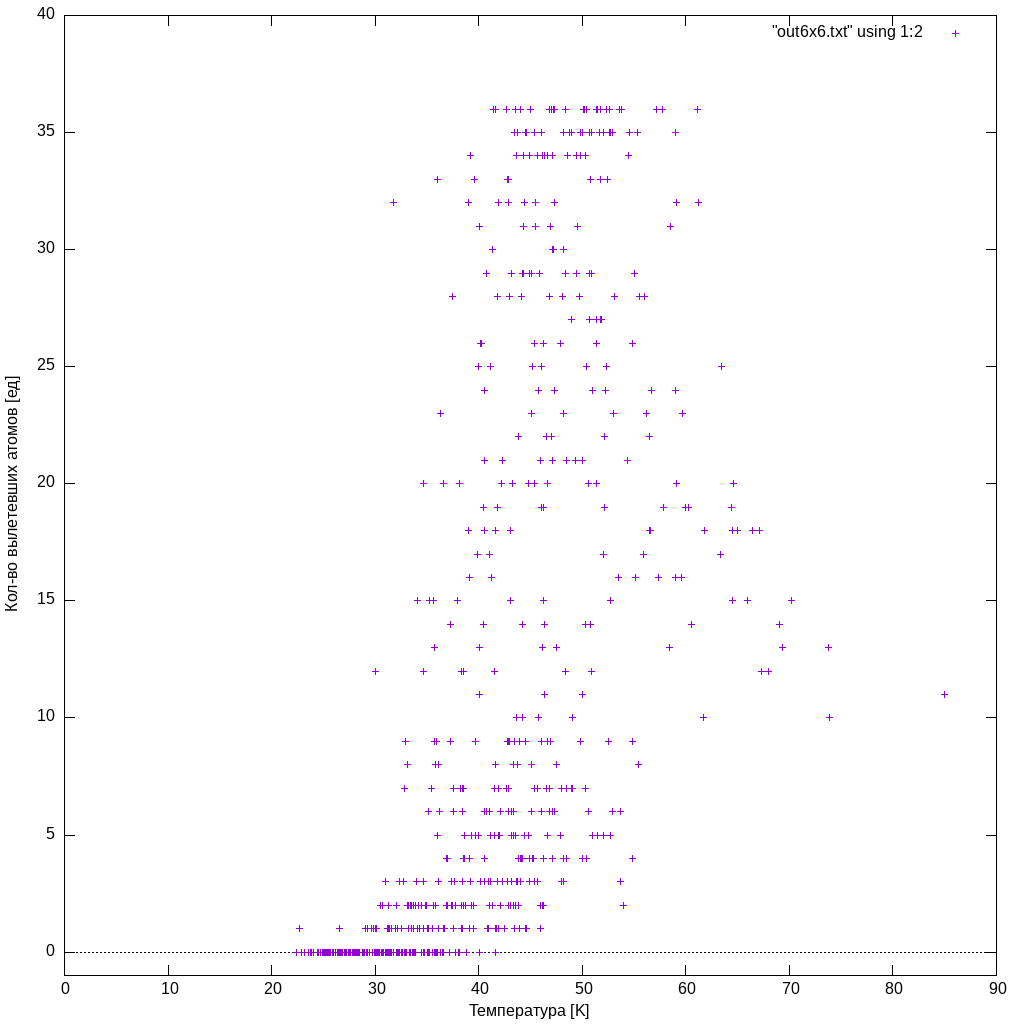 40
"out6x6.txt" using 1:2
35
30
25
20
15
10
5
0
Кол-во вылетевших атомов [ед]
0 10 20 30 40 50 60 70 80 90
Температура [K]